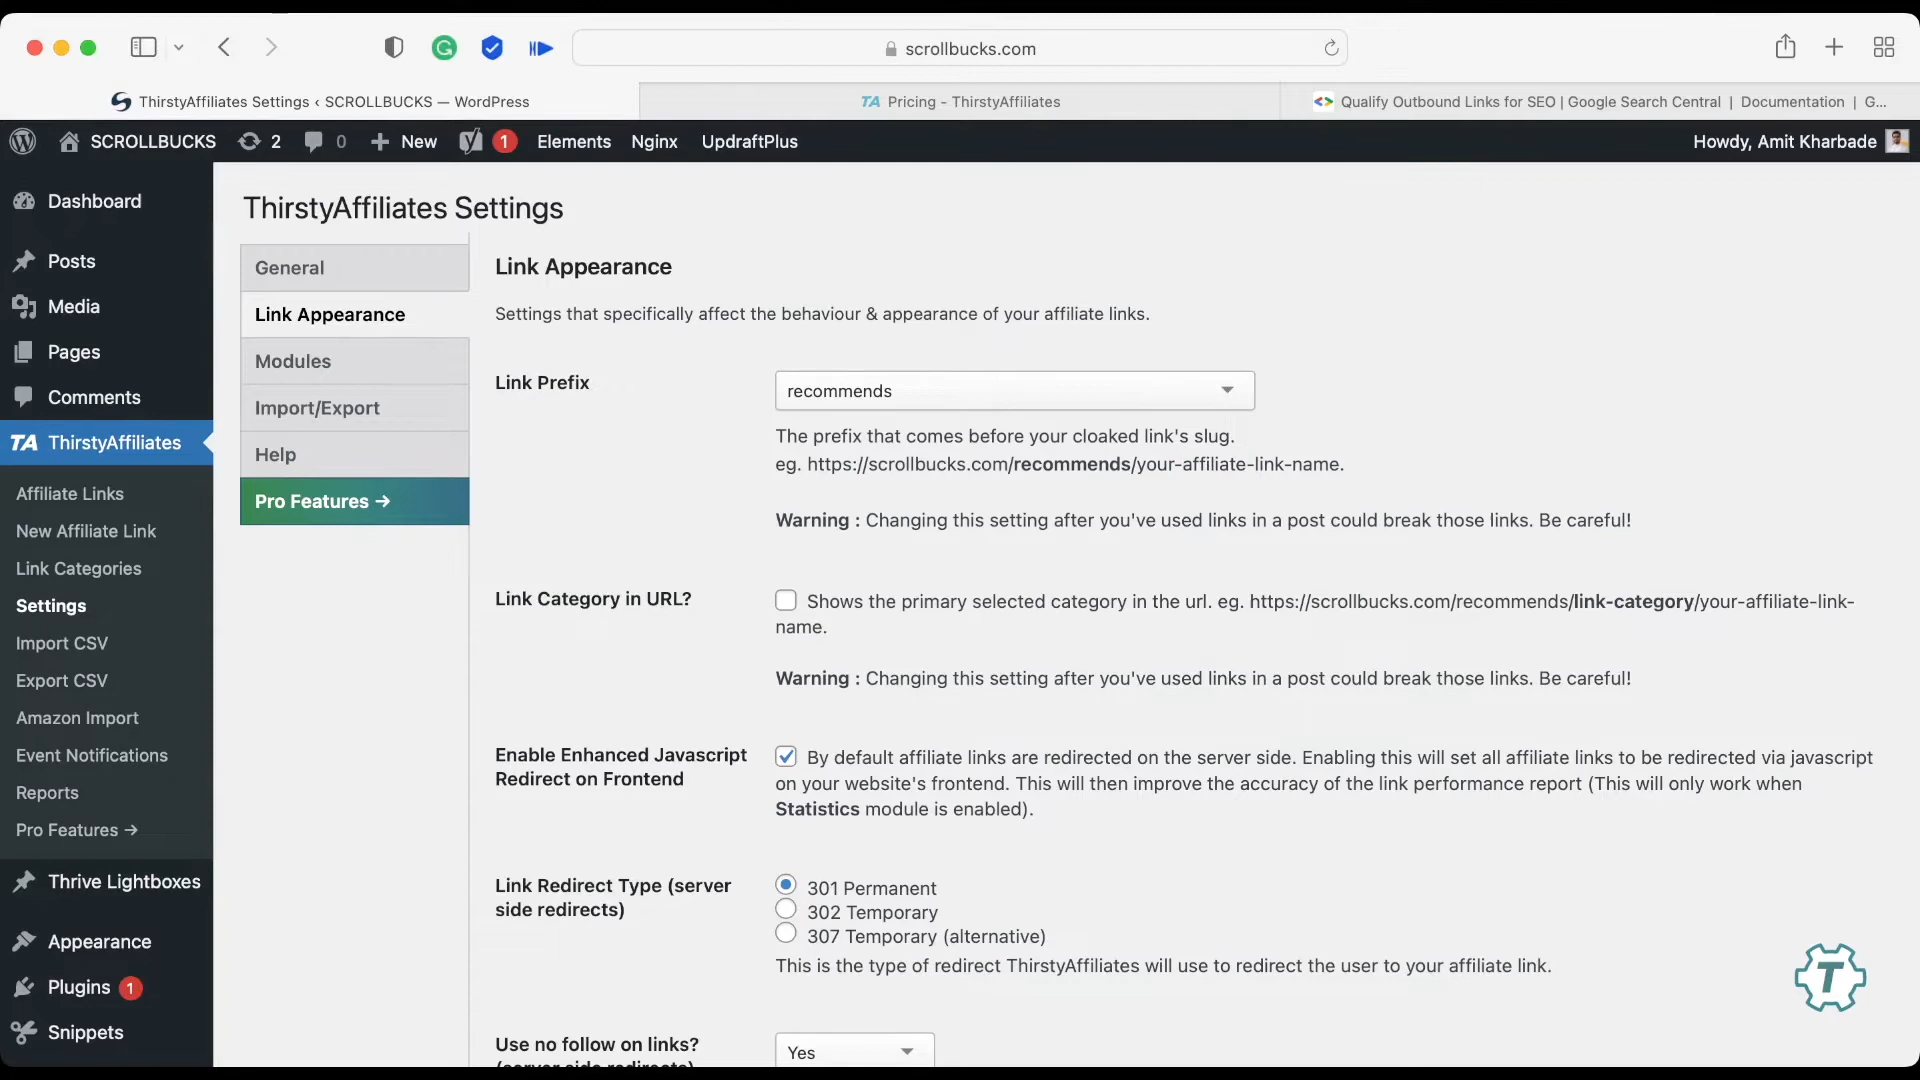 scrollbucks.com
ThirstyAffiliates Settings ‹ SCROLLBUCKS — WordPress
TA Pricing - ThirstyAffiliates
Qualify Outbound Links for SEO | Google Search Central | Documentation | G...
SCROLLBUCKS 2 0 New 1 Elements Nginx UpdraftPlus Howdy, Amit Kharbade
Dashboard
Posts
Media
Pages
Comments
TA ThirstyAffiliates
Affiliate Links
New Affiliate Link
Link Categories
Settings
Import CSV
Export CSV
Amazon Import
Event Notifications
Reports
Pro Features →
Thrive Lightboxes
Appearance
Plugins 1
Snippets
ThirstyAffiliates Settings
General
Link Appearance
Modules
Import/Export
Help
Pro Features →
Link Appearance
Settings that specifically affect the behaviour & appearance of your affiliate links.
Link Prefix
recommends
The prefix that comes before your cloaked link's slug.
eg. https://scrollbucks.com/recommends/your-affiliate-link-name.
Warning : Changing this setting after you've used links in a post could break those links. Be careful!
Link Category in URL?
Shows the primary selected category in the url. eg. https://scrollbucks.com/recommends/link-category/your-affiliate-link-
name.
Warning : Changing this setting after you've used links in a post could break those links. Be careful!
Enable Enhanced Javascript
Redirect on Frontend
By default affiliate links are redirected on the server side. Enabling this will set all affiliate links to be redirected via javascript
on your website's frontend. This will then improve the accuracy of the link performance report (This will only work when
Statistics module is enabled).
Link Redirect Type (server
side redirects)
301 Permanent
302 Temporary
307 Temporary (alternative)
This is the type of redirect ThirstyAffiliates will use to redirect the user to your affiliate link.
T
Use no follow on links?
(server side redirects)
Yes